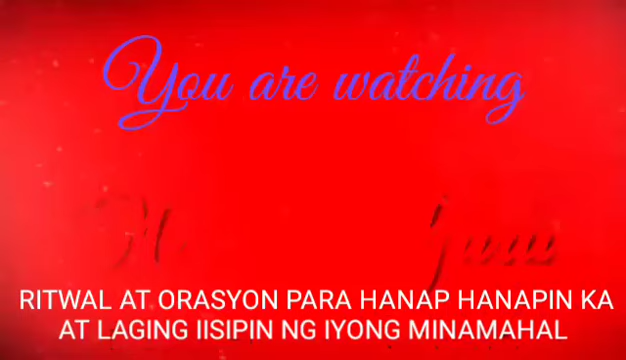 You are watching
RITWAL AT ORASYON PARA HANAP HANAPIN KA
AT LAGING IISIPIN NG IYONG MINAMAHAL